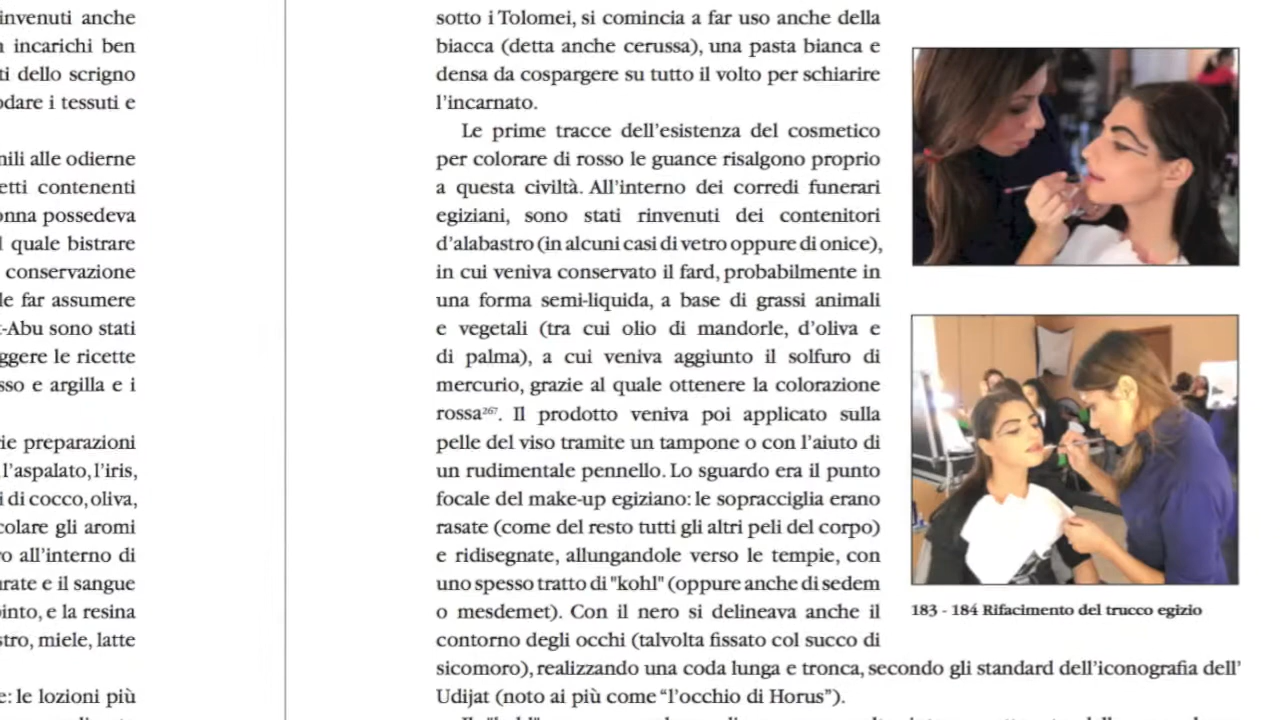 invenuti anche
incarichi ben
ti dello scrigno
odare i tessuti e
nili alle odierne
etti contenenti
onna possedeva
quale bistrare
conservazione
le far assumere
t-Abu sono stati
ggere le ricette
sso e argilla e i
rie preparazioni
l'aspalato, l'iris,
i di cocco, oliva,
colare gli aromi
ro all'interno di
urate e il sangue
pinto, e la resina
stro, miele, latte
e: le lozioni più
sotto i Tolomei, si comincia a far uso anche della
biacca (detta anche cerussa), una pasta bianca e
densa da cospargere su tutto il volto per schiarire
l'incarnato.
Le prime tracce dell'esistenza del cosmetico
per colorare di rosso le guance risalgono proprio
a questa civiltà. All'interno dei corredi funerari
egiziani, sono stati rinvenuti dei contenitori
d'alabastro (in alcuni casi di vetro oppure di onice),
in cui veniva conservato il fard, probabilmente in
una forma semi-liquida, a base di grassi animali
e vegetali (tra cui olio di mandorle, d'oliva e
di palma), a cui veniva aggiunto il solfuro di
mercurio, grazie al quale ottenere la colorazione
rossa267. Il prodotto veniva poi applicato sulla
pelle del viso tramite un tampone o con l'aiuto di
un rudimentale pennello. Lo sguardo era il punto
focale del make-up egiziano: le sopracciglia erano
rasate (come del resto tutti gli altri peli del corpo)
e ridisegnate, allungandole verso le tempie, con
uno spesso tratto di "kohl" (oppure anche di sedem
o mesdemet). Con il nero si delineava anche il
contorno degli occhi (talvolta fissato col succo di
sicomoro), realizzando una coda lunga e tronca, secondo gli standard dell'iconografia dell'
Udijat (noto ai più come “l'occhio di Horus”).
183 - 184 Rifacimento del trucco egizio